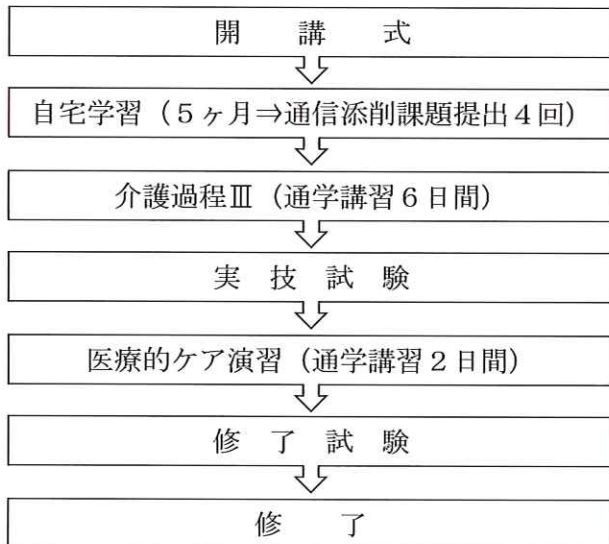 開講式
自宅学習（５ヶ月⇒通信添削課題提出４回）
介護過程Ⅲ（通学講習６日間）
実技試験
医療的ケア演習（通学講習２日間）
修了試験
修了